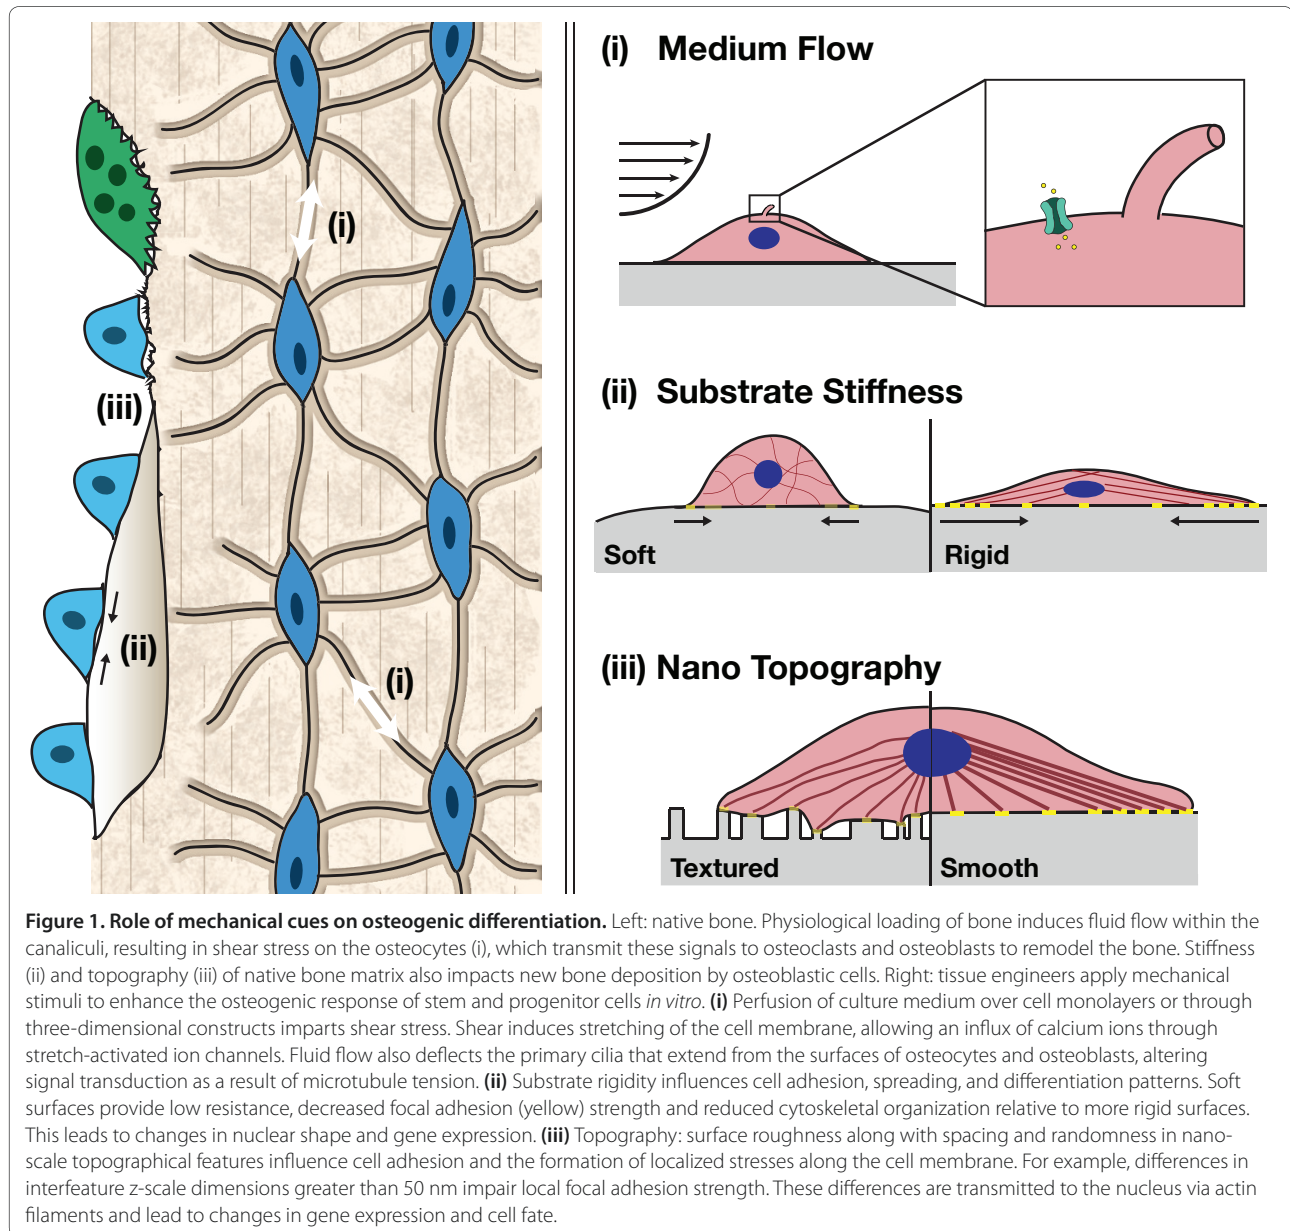 (i)
(iii)
(ii)
(i)
(i) Medium Flow
(ii) Substrate Stiffness
Soft
Rigid
(iii) Nano Topography
Textured
Smooth
Figure 1. Role of mechanical cues on osteogenic differentiation. Left: native bone. Physiological loading of bone induces fluid flow within the
canaliculi, resulting in shear stress on the osteocytes (i), which transmit these signals to osteoclasts and osteoblasts to remodel the bone. Stiffness
(ii) and topography (iii) of native bone matrix also impacts new bone deposition by osteoblastic cells. Right: tissue engineers apply mechanical
stimuli to enhance the osteogenic response of stem and progenitor cells in vitro. (i) Perfusion of culture medium over cell monolayers or through
three-dimensional constructs imparts shear stress. Shear induces stretching of the cell membrane, allowing an influx of calcium ions through
stretch-activated ion channels. Fluid flow also deflects the primary cilia that extend from the surfaces of osteocytes and osteoblasts, altering
signal transduction as a result of microtubule tension. (ii) Substrate rigidity influences cell adhesion, spreading, and differentiation patterns. Soft
surfaces provide low resistance, decreased focal adhesion (yellow) strength and reduced cytoskeletal organization relative to more rigid surfaces.
This leads to changes in nuclear shape and gene expression. (iii) Topography: surface roughness along with spacing and randomness in nano-
scale topographical features influence cell adhesion and the formation of localized stresses along the cell membrane. For example, differences in
interfeature z-scale dimensions greater than 50 nm impair local focal adhesion strength. These differences are transmitted to the nucleus via actin
filaments and lead to changes in gene expression and cell fate.